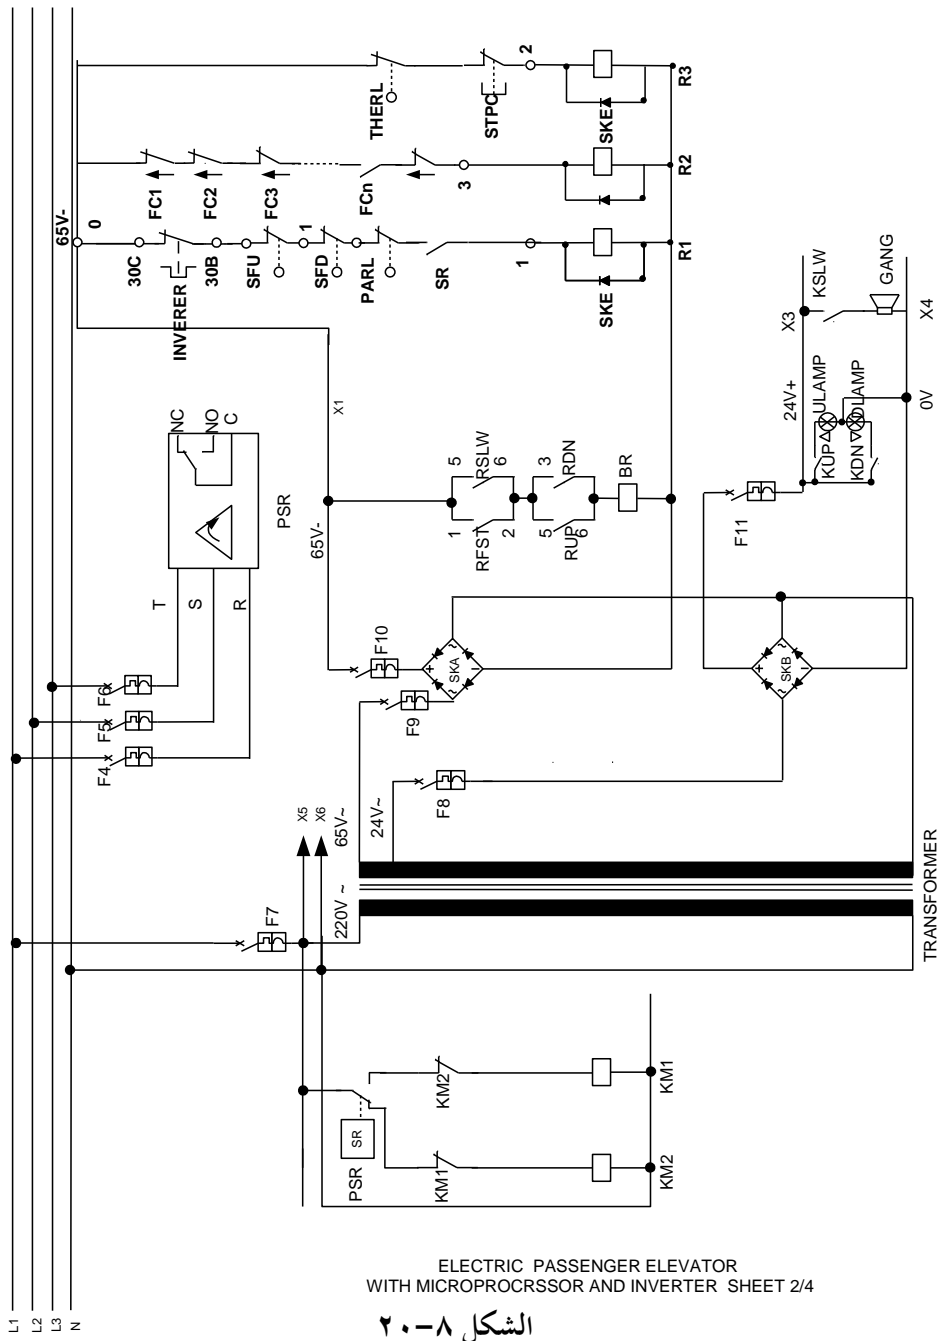 L1
L2
L3
N
65V-
0
30C
INVERER
30B
SFU
1
SFD
PARL
SR
1
SKE
R1
FC1
FC2
FC3
FCn
3
R2
THERL
STPC
2
SKE
R3
NC
NO
C
PSR
T
S
R
F6
F5
F4
X1
65V-
5
RSLW
6
3
RDN
1
RFST
2
5
RUP
6
BR
F10
+
~
SKA
~
-
F9
F8
65V~
24V~
X5
X6
F7
220V ~
TRANSFORMER
F11
+
~
SKB
~
-
24V+
X3
KSLW
GANG
X4
0V
KUP
ULAMP
KDN
DLAMP
SR
PSR
KM2
KM1
KM1
KM2
ELECTRIC PASSENGER ELEVATOR
WITH MICROPROCRSSOR AND INVERTER SHEET 2/4
الشكل ٨-٢٠